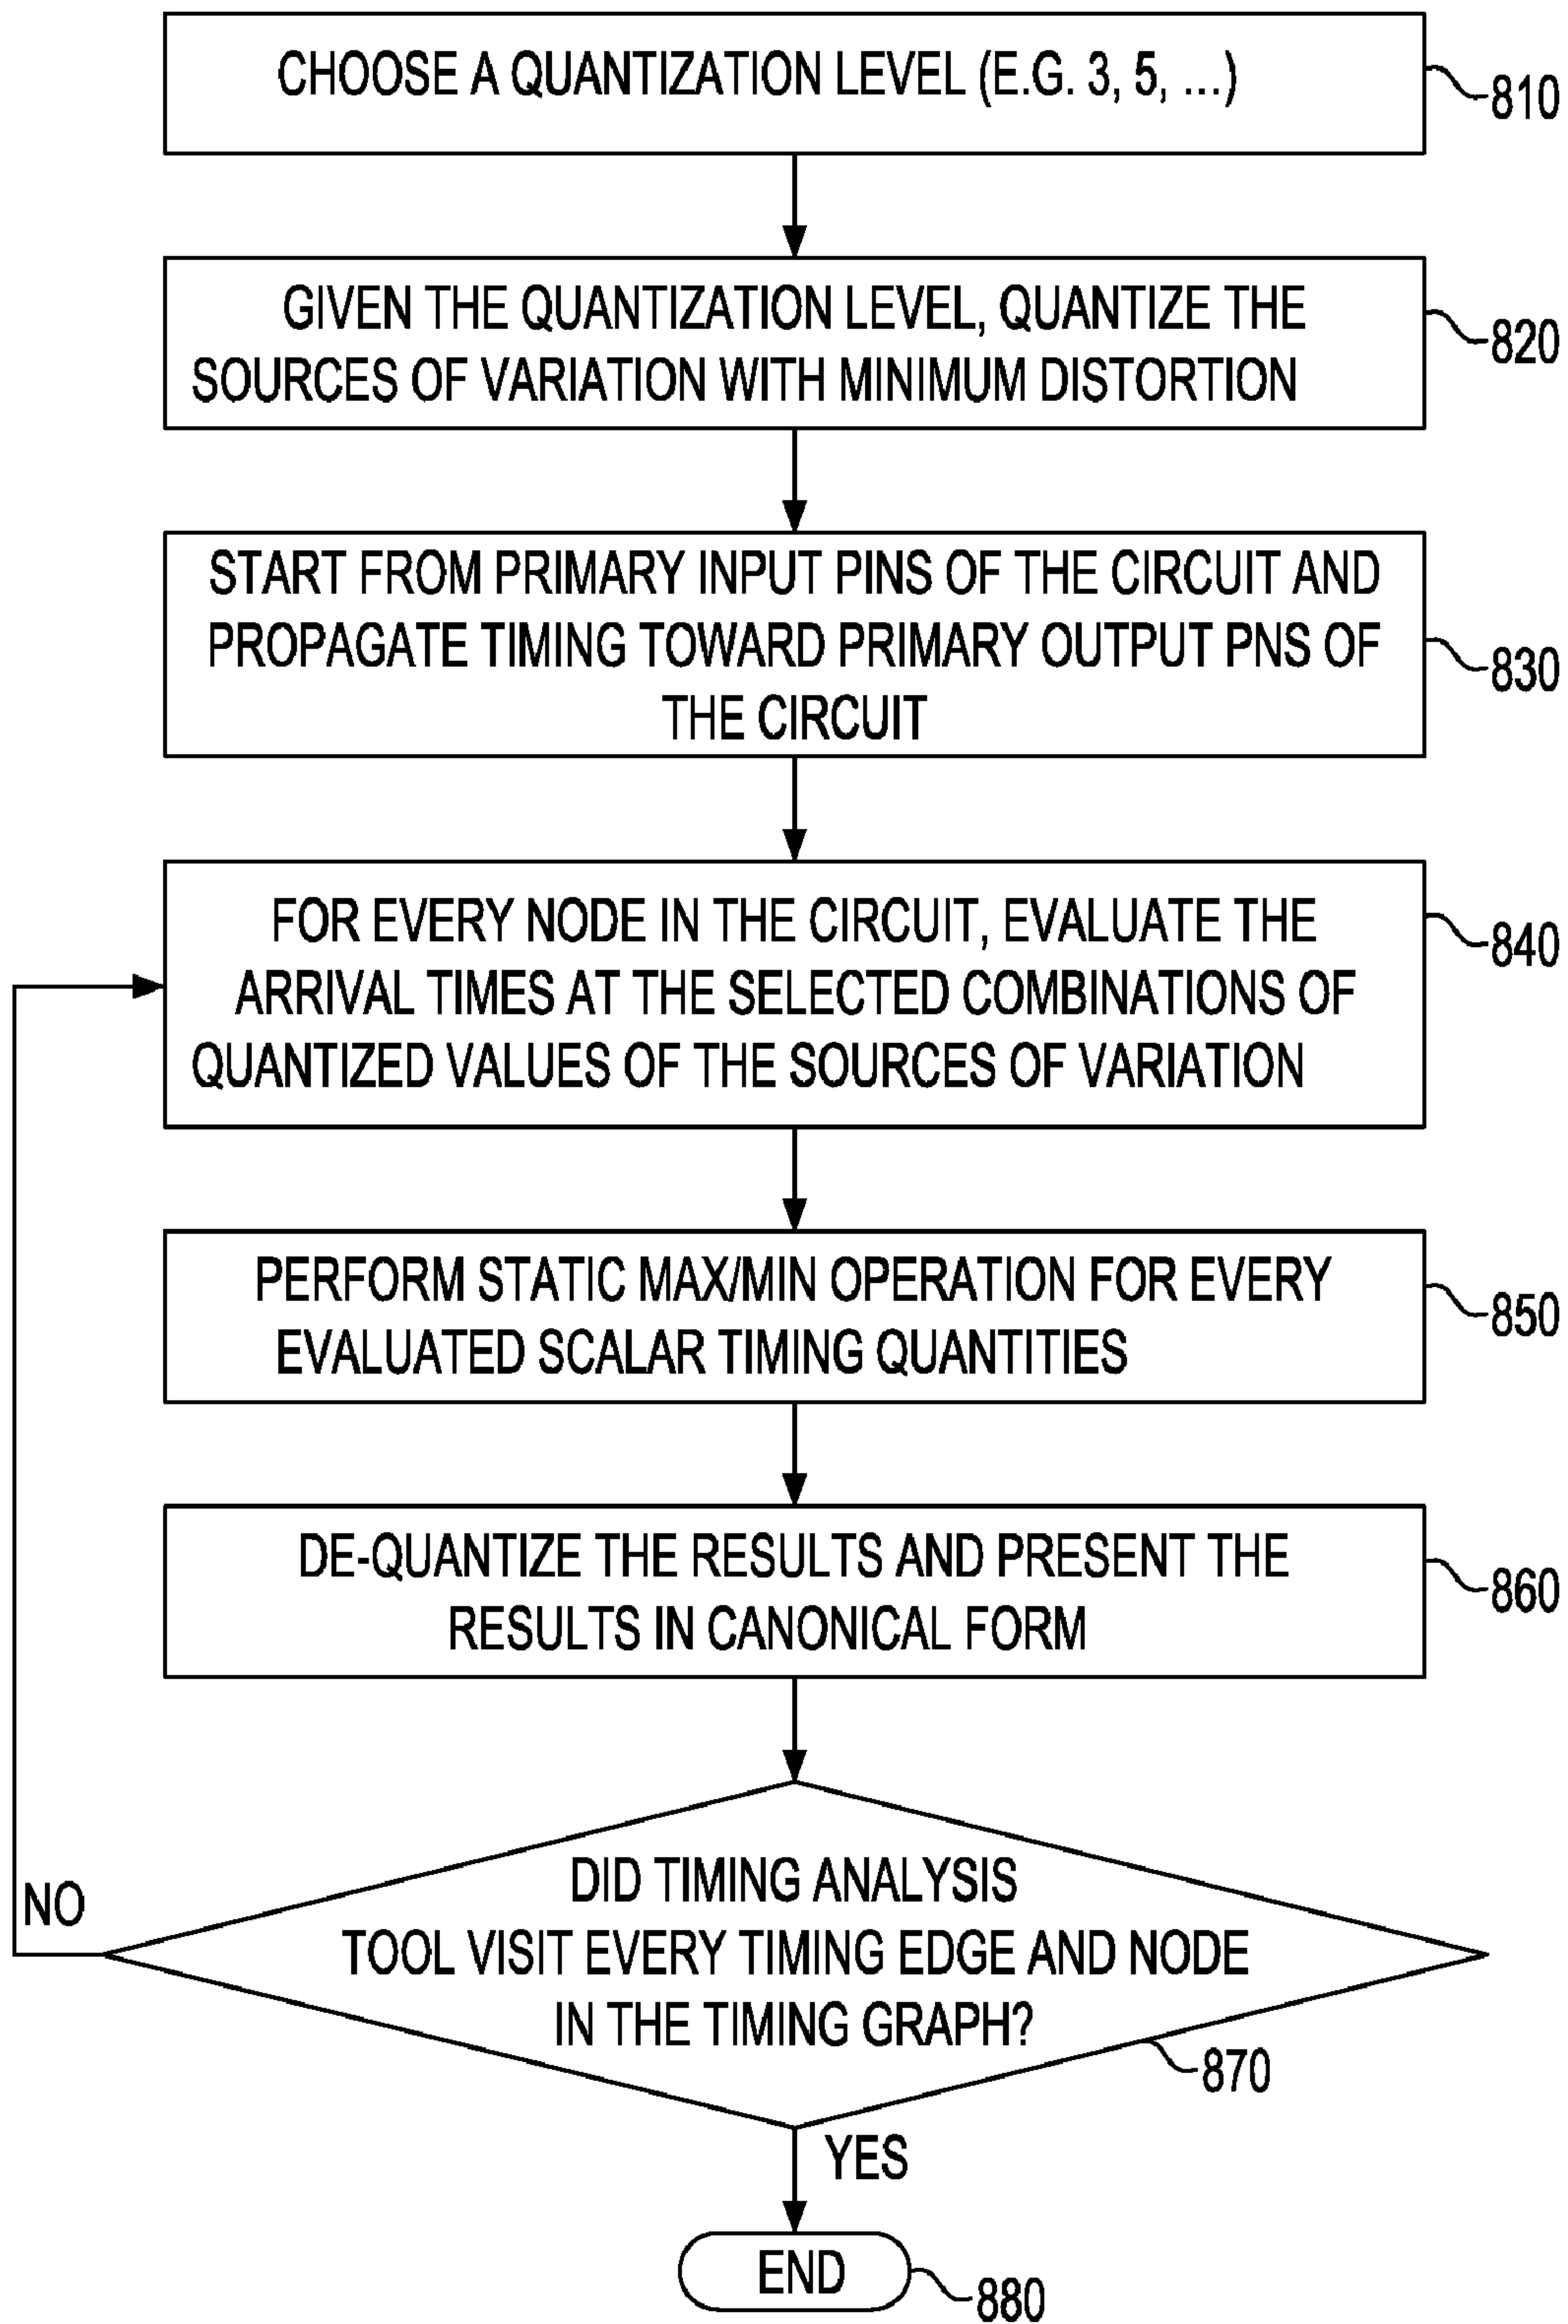 CHOOSE A QUANTIZATION LEVEL (E.G. 3, 5, ...)
810
GIVEN THE QUANTIZATION LEVEL, QUANTIZE THE
SOURCES OF VARIATION WITH MINIMUM DISTORTION
820
START FROM PRIMARY INPUT PINS OF THE CIRCUIT AND
PROPAGATE TIMING TOWARD PRIMARY OUTPUT PNS OF
THE CIRCUIT
830
FOR EVERY NODE IN THE CIRCUIT, EVALUATE THE
ARRIVAL TIMES AT THE SELECTED COMBINATIONS OF
QUANTIZED VALUES OF THE SOURCES OF VARIATION
840
PERFORM STATIC MAX/MIN OPERATION FOR EVERY
EVALUATED SCALAR TIMING QUANTITIES
850
DE-QUANTIZE THE RESULTS AND PRESENT THE
RESULTS IN CANONICAL FORM
860
DID TIMING ANALYSIS
TOOL VISIT EVERY TIMING EDGE AND NODE
IN THE TIMING GRAPH?
870
NO
YES
END
880